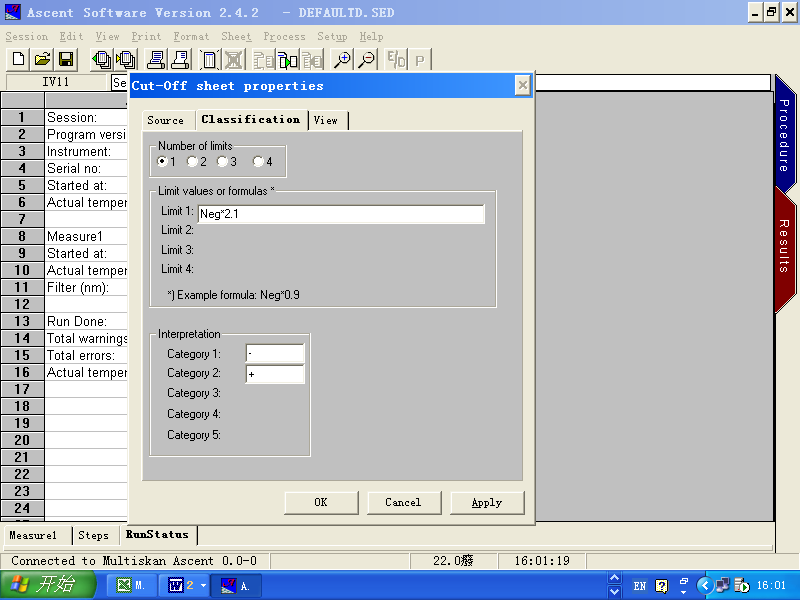 Ascent Software Version 2.4.2 - DEFAULTD.SED
Session Edit View Print Format Sheet Process Setup Help
E/D P
IV11 Se
Cut-Off sheet properties
Source Classification View
Number of limits
1 2 3 4
Limit values or formulas *
Limit 1: Neg*2.1
Limit 2:
Limit 3:
Limit 4:
*) Example formula: Neg*0.9
Interpretation
Category 1: -
Category 2: +
Category 3:
Category 4:
Category 5:
OK Cancel Apply
1 Session:
2 Program versi
3 Instrument:
4 Serial no:
5 Started at:
6 Actual temper
7
8 Measure1
9 Started at:
10 Actual temper
11 Filter (nm):
12
13 Run Done:
14 Total warnings
15 Total errors:
16 Actual temper
17
18
19
20
21
22
23
24
Procedure
Results
Measure1 Steps RunStatus
Connected to Multiskan Ascent 0.0-0 22.0癈 16:01:19
开始 M. 2 A. EN 16:01